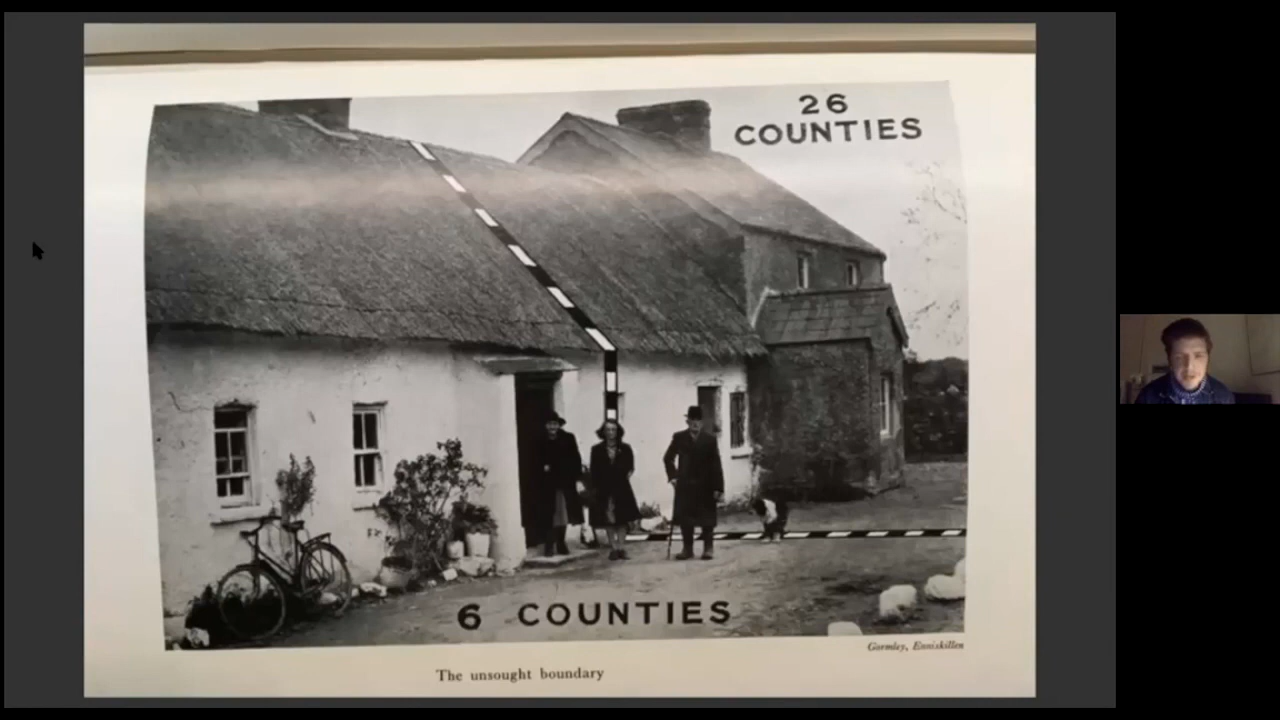 26
COUNTIES
6 COUNTIES
Gormley, Enniskillen
The unsought boundary